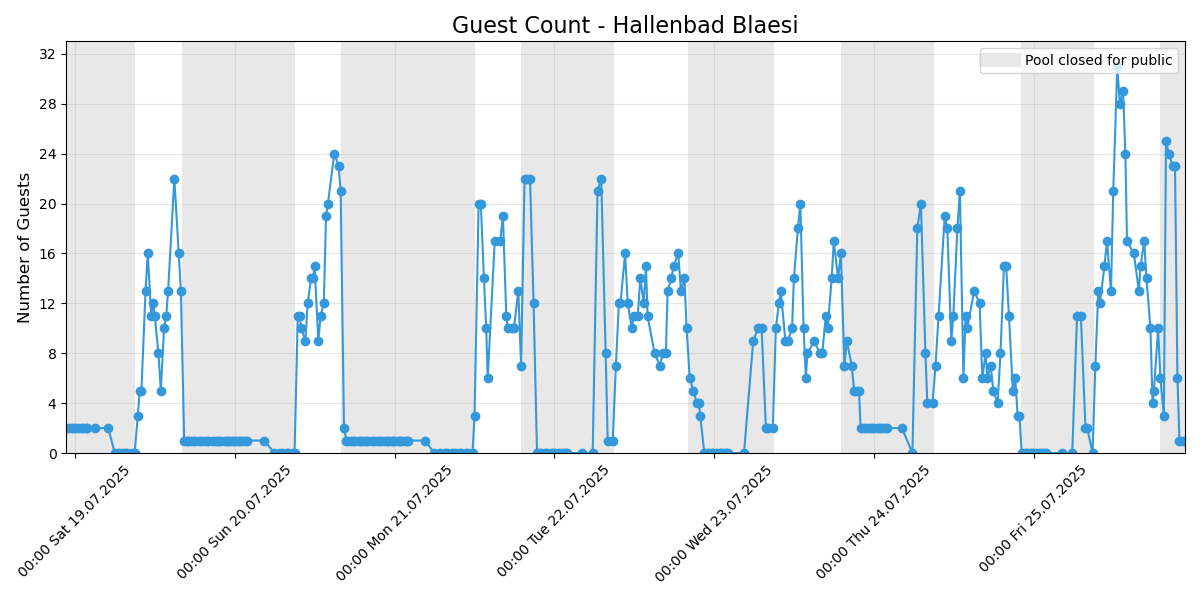 Guest Count - Hallenbad Blaesi
Pool closed for public
Number of Guests
32
28
24
20
16
12
8
4
0
00:00 Sat 19.07.2025
00:00 Sun 20.07.2025
00:00 Mon 21.07.2025
00:00 Tue 22.07.2025
00:00 Wed 23.07.2025
00:00 Thu 24.07.2025
00:00 Fri 25.07.2025